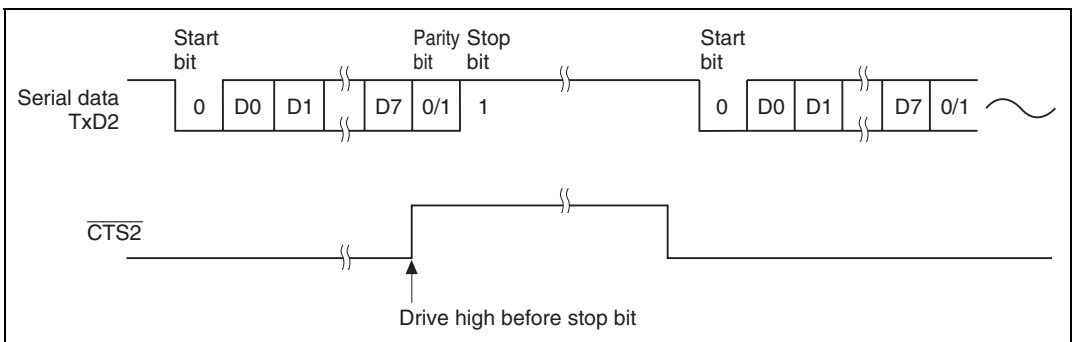 Start bit
Parity bit
Stop bit
Start bit
Serial data TxD2
0 D0 D1 D7 0/1 1 0 D0 D1 D7 0/1
CTS2
Drive high before stop bit